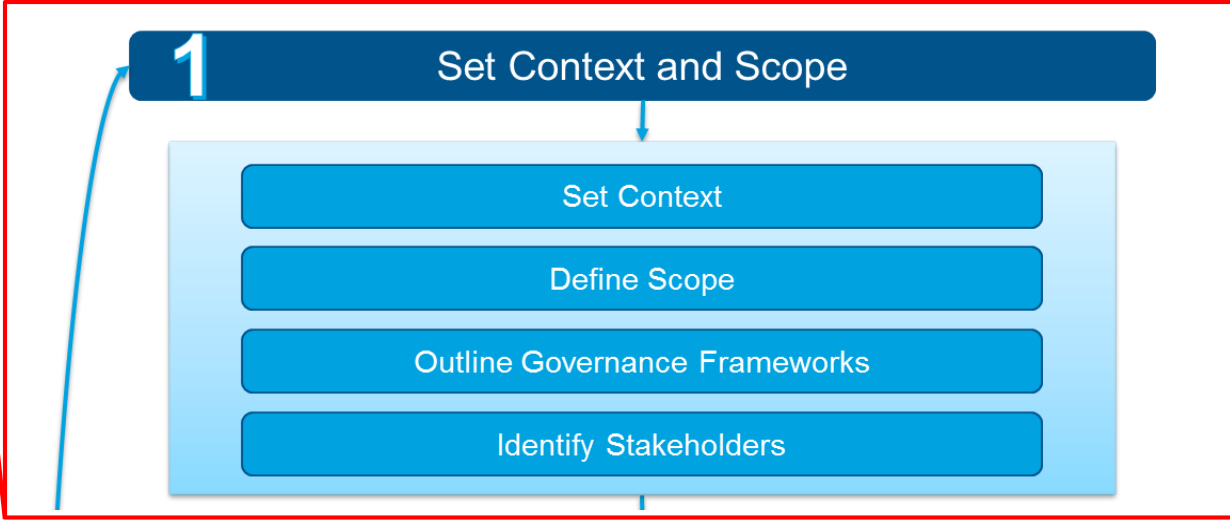 1 Set Context and Scope
Set Context
Define Scope
Outline Governance Frameworks
Identify Stakeholders